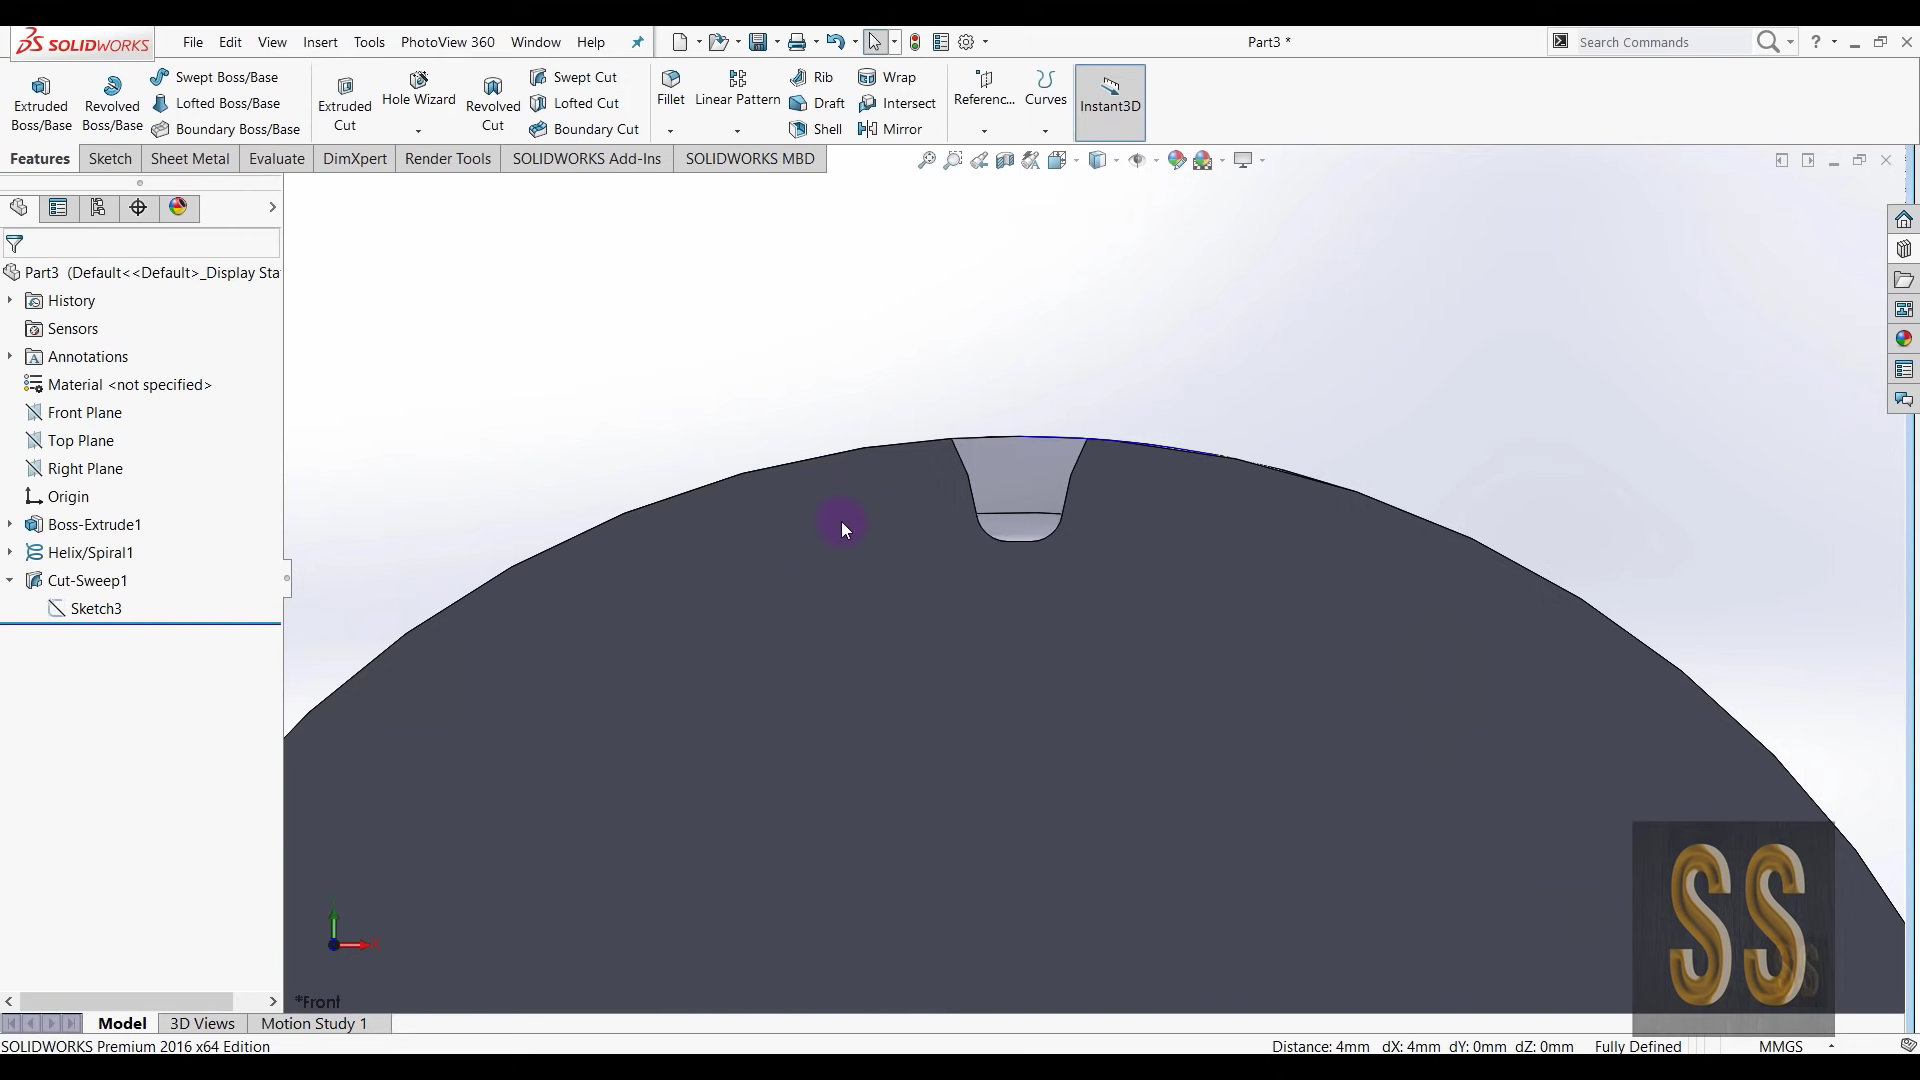 SOLIDWORKS File Edit View Insert Tools PhotoView 360 Window Help Part3 * Search Commands ?
Extruded Boss/Base
Revolved Boss/Base
Swept Boss/Base
Lofted Boss/Base
Boundary Boss/Base
Extruded Cut
Hole Wizard
Revolved Cut
Swept Cut
Lofted Cut
Boundary Cut
Fillet
Linear Pattern
Rib
Draft
Shell
Wrap
Intersect
Mirror
Referenc...
Curves
Instant3D
Features Sketch Sheet Metal Evaluate DimXpert Render Tools SOLIDWORKS Add-Ins SOLIDWORKS MBD
Part3 (Default<<Default>_Display Sta
History
Sensors
Annotations
Material <not specified>
Front Plane
Top Plane
Right Plane
Origin
Boss-Extrude1
Helix/Spiral1
Cut-Sweep1
Sketch3
*Front
SS
Model 3D Views Motion Study 1
SOLIDWORKS Premium 2016 x64 Edition Distance: 4mm dX: 4mm dY: 0mm dZ: 0mm Fully Defined MMGS